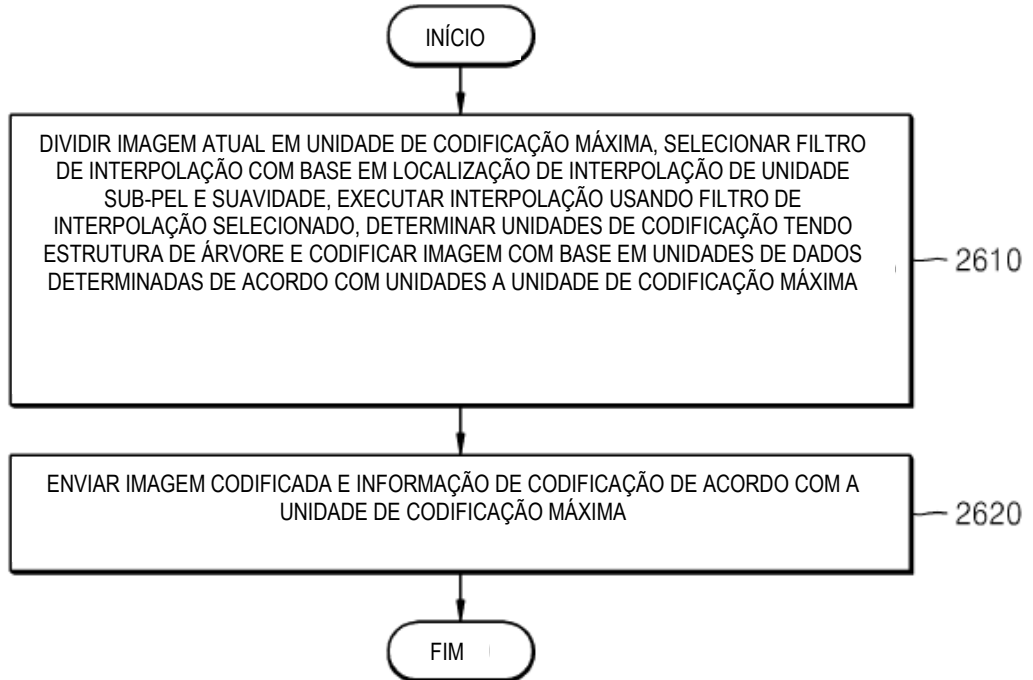 INÍCIO
DIVIDIR IMAGEM ATUAL EM UNIDADE DE CODIFICAÇÃO MÁXIMA, SELECIONAR FILTRO
DE INTERPOLAÇÃO COM BASE EM LOCALIZAÇÃO DE INTERPOLAÇÃO DE UNIDADE
SUB-PEL E SUAVIDADE, EXECUTAR INTERPOLAÇÃO USANDO FILTRO DE
INTERPOLAÇÃO SELECIONADO, DETERMINAR UNIDADES DE CODIFICAÇÃO TENDO
ESTRUTURA DE ÁRVORE E CODIFICAR IMAGEM COM BASE EM UNIDADES DE DADOS
DETERMINADAS DE ACORDO COM UNIDADES A UNIDADE DE CODIFICAÇÃO MÁXIMA
2610
ENVIAR IMAGEM CODIFICADA E INFORMAÇÃO DE CODIFICAÇÃO DE ACORDO COM A
UNIDADE DE CODIFICAÇÃO MÁXIMA
2620
FIM